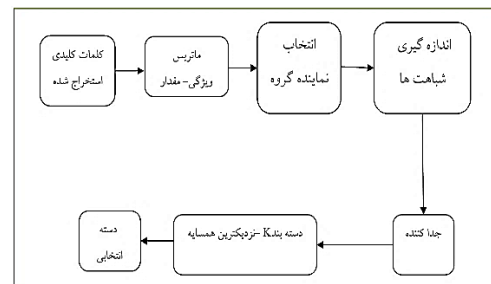 کلمات کلیدی
استخراج شده
ماتریس
ویژگی- مقدار
انتخاب
نماینده گروه
اندازه گیری
شباهت ها
جدا کننده
دسته بندK -نزدیکترین همسایه
دسته
انتخابی